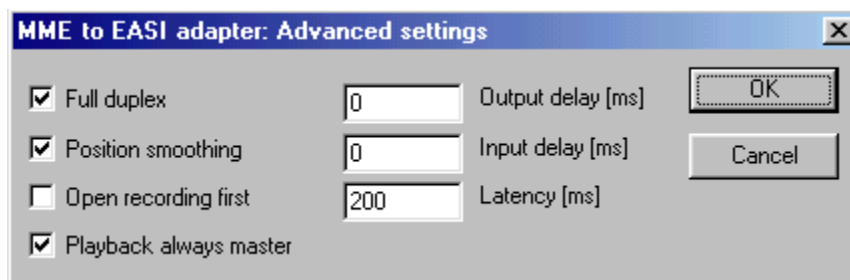 MME to EASI adapter: Advanced settings
Full duplex 0 Output delay [ms] OK
Position smoothing 0 Input delay [ms] Cancel
Open recording first 200 Latency [ms]
Playback always master